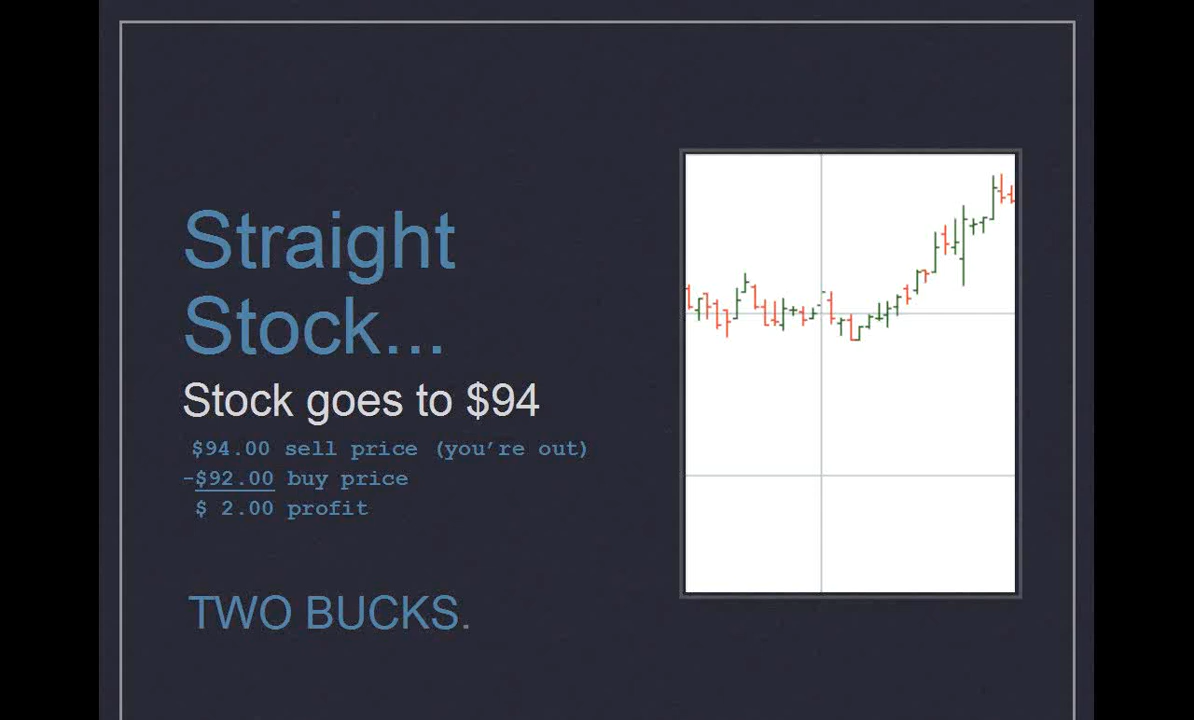 Straight
Stock...
Stock goes to $94
$94.00 sell price (you’re out)
-$92.00 buy price
$ 2.00 profit
TWO BUCKS.